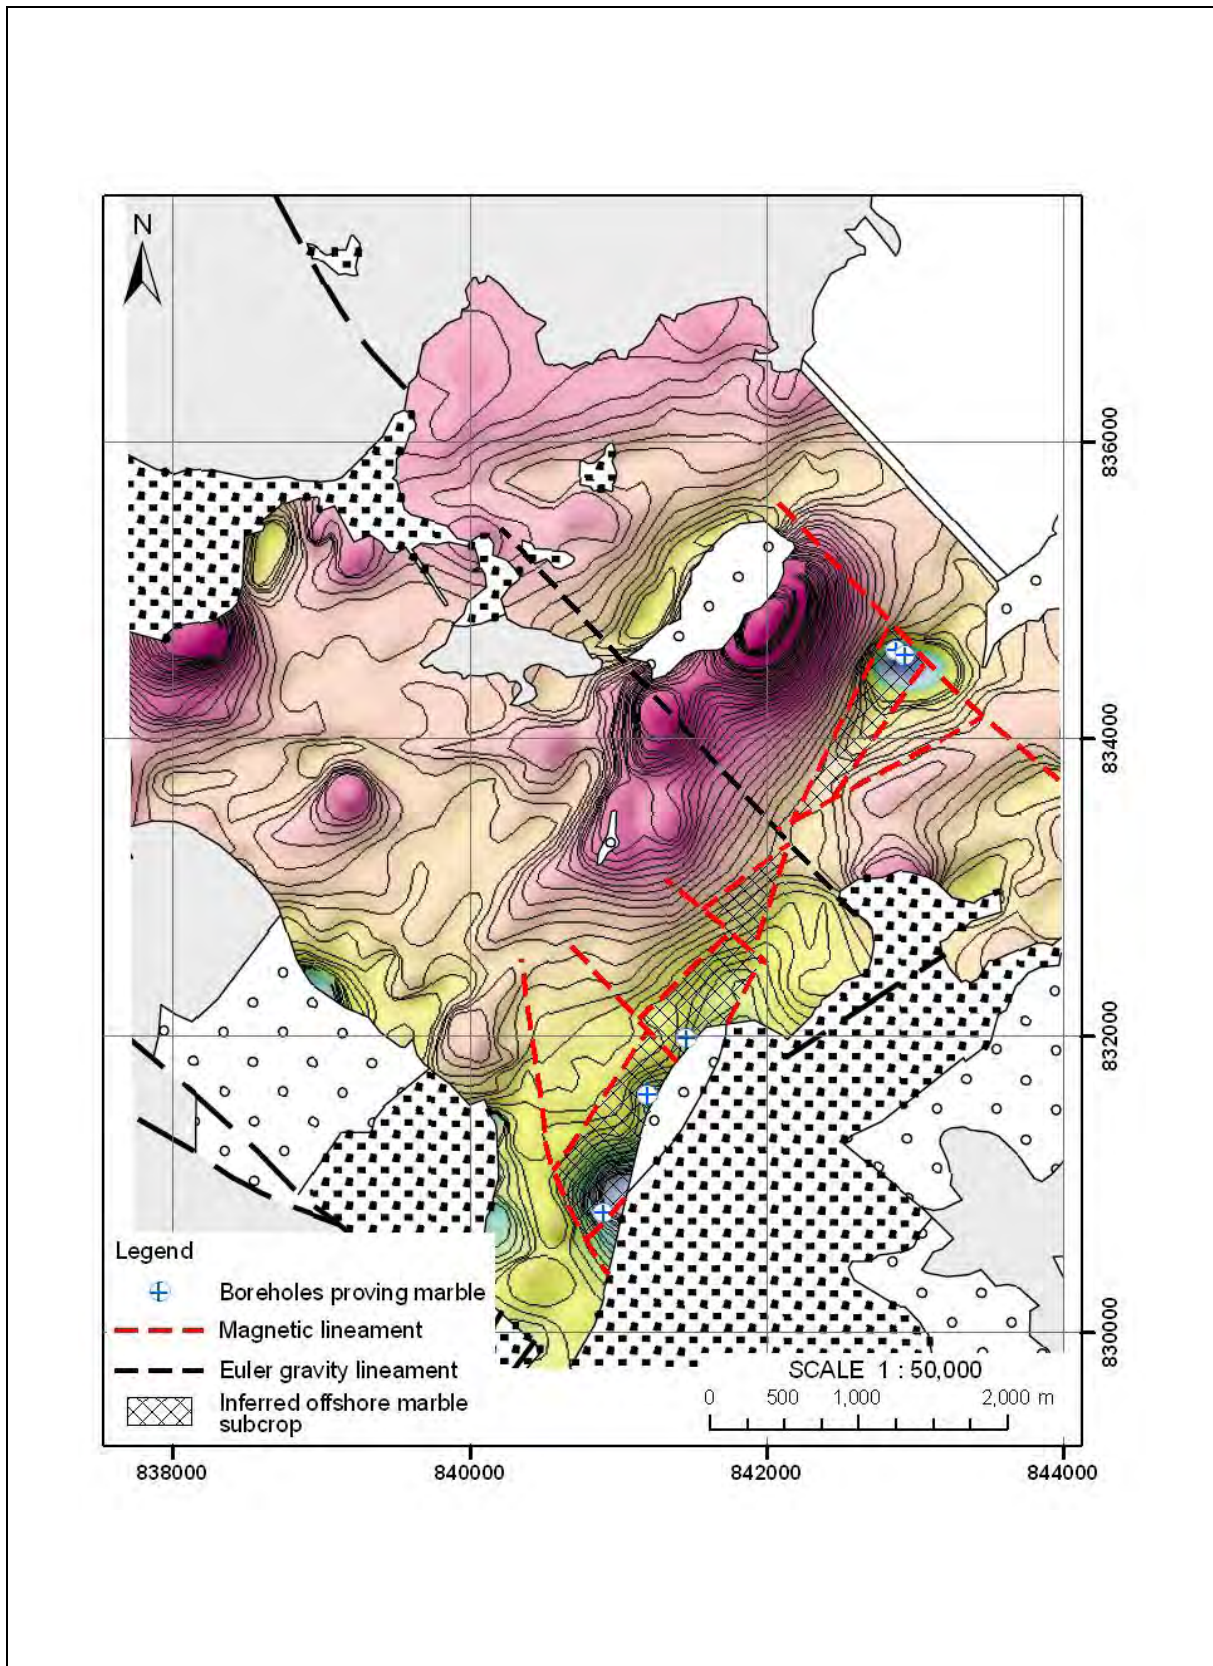 N
836000
834000
832000
830000
Legend
Boreholes proving marble
Magnetic lineament
Euler gravity lineament
Inferred offshore marble
subcrop
SCALE 1 : 50,000
0 500 1,000 2,000 m
838000 840000 842000 844000